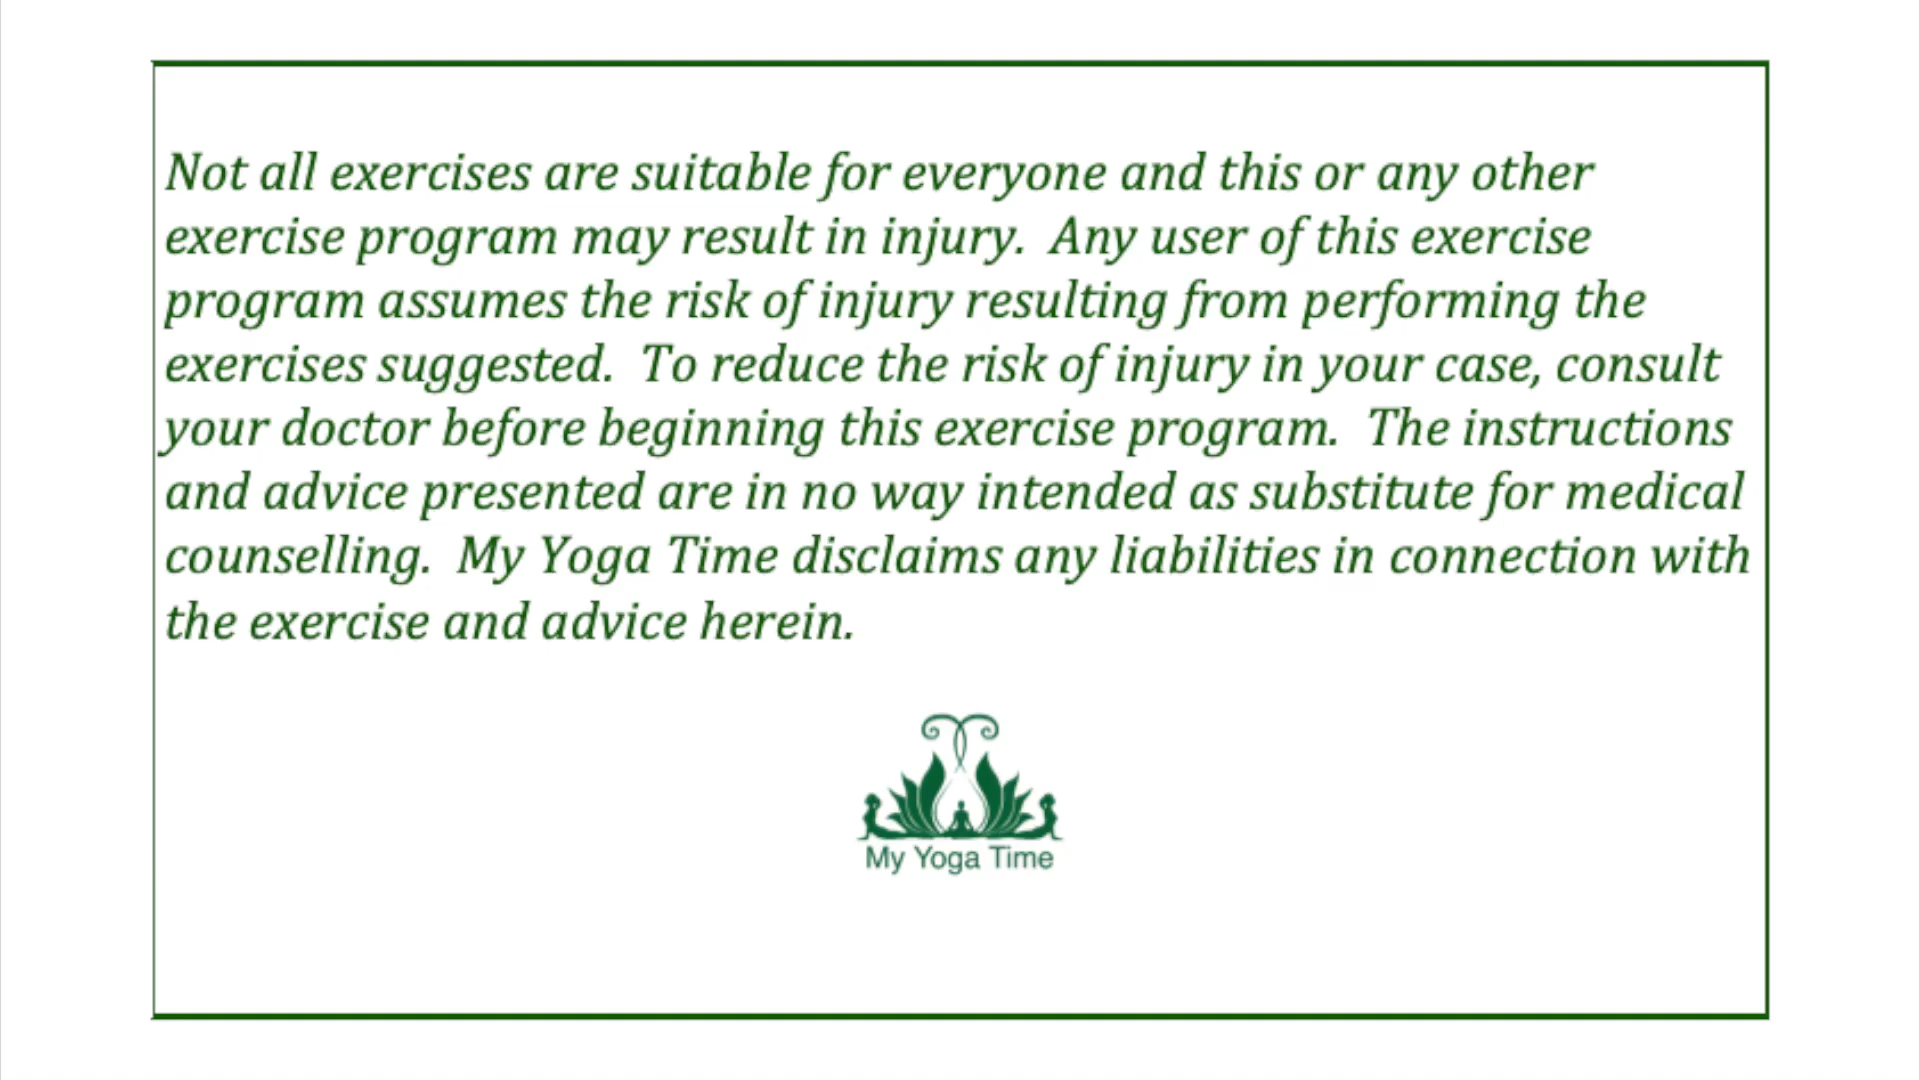 Not all exercises are suitable for everyone and this or any other
exercise program may result in injury.  Any user of this exercise
program assumes the risk of injury resulting from performing the
exercises suggested.  To reduce the risk of injury in your case, consult
your doctor before beginning this exercise program.  The instructions
and advice presented are in no way intended as substitute for medical
counselling.  My Yoga Time disclaims any liabilities in connection with
the exercise and advice herein.
My Yoga Time